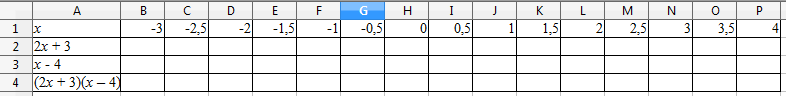 A B C D E F G H I J K L M N O P
1 x -3 -2,5 -2 -1,5 -1 -0,5 0 0,5 1 1,5 2 2,5 3 3,5 4
2 2x + 3
3 x - 4
4 (2x + 3)(x – 4)